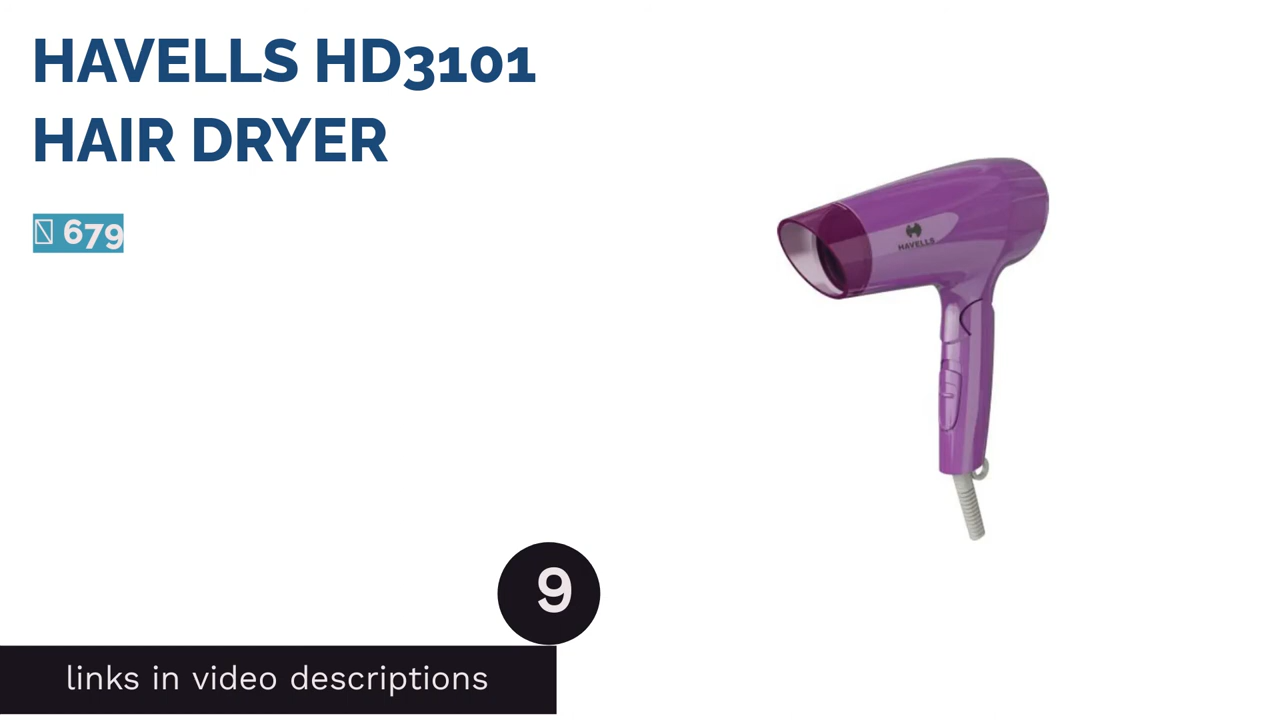 HAVELLS HD3101
HAIR DRYER
679
HAVELLS
9
links in video descriptions